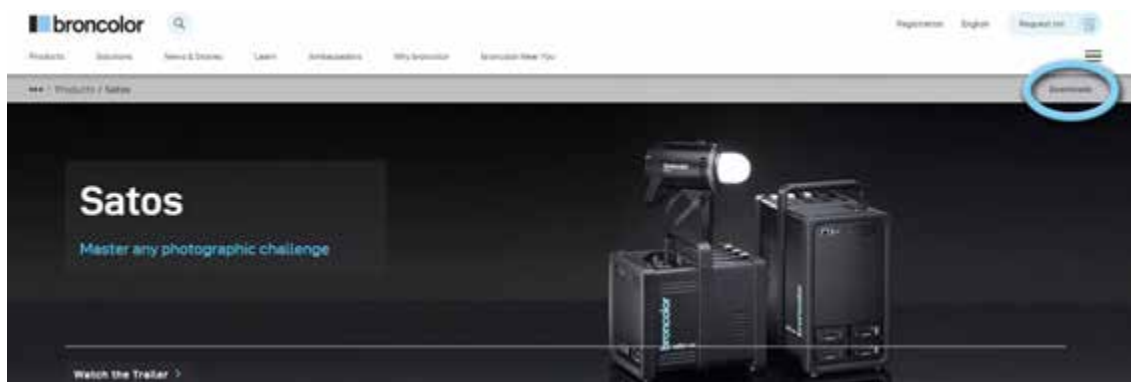 broncolor
Registration English Request list
Products Solutions News & Stories Learn Ambassadors Why broncolor broncolor Near You
Products / Satos
Downloads
Satos
Master any photographic challenge
broncolor
Watch the Trailer >